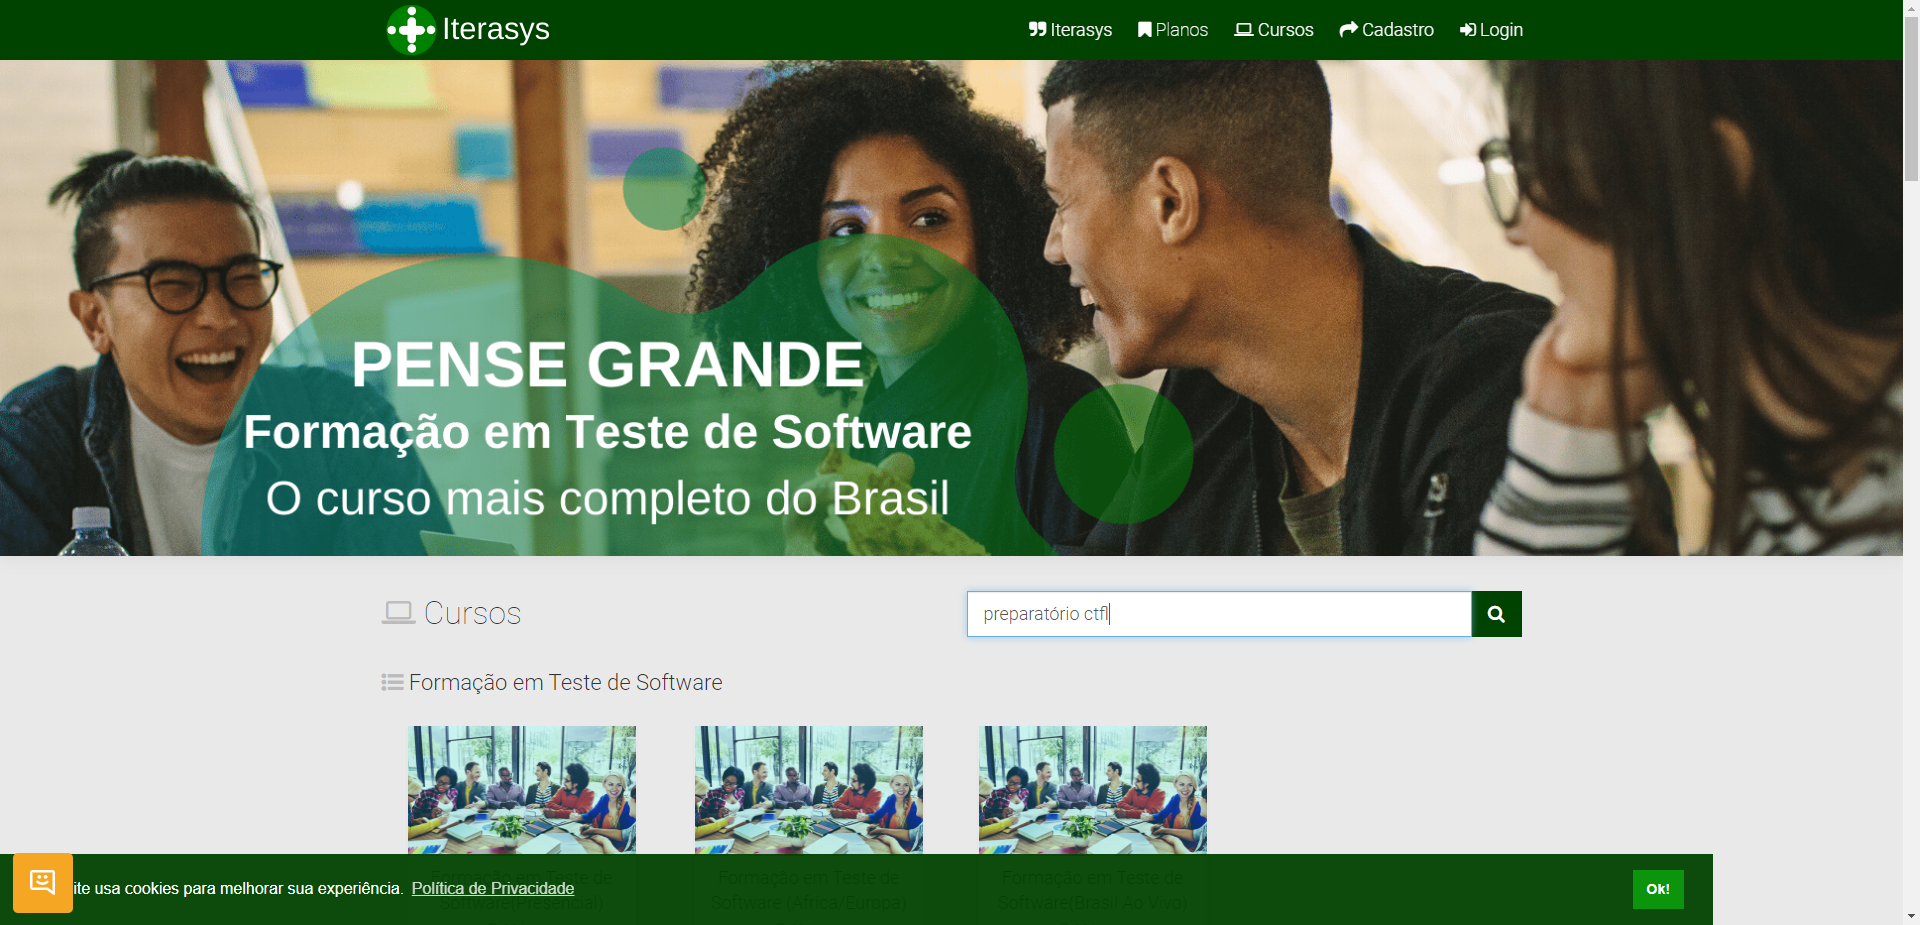 Iterasys
Iterasys
Planos
Cursos
Cadastro
Login
PENSE GRANDE
Formação em Teste de Software
O curso mais completo do Brasil
Cursos
preparatório ctfl
Formação em Teste de Software
Formação em Teste de
Software[Presencial]
Formação em Teste de
Software (África/Europa)
Formação em Teste de
Software[Brasil Ao Vivo]
ite usa cookies para melhorar sua experiência. Política de Privacidade
Ok!